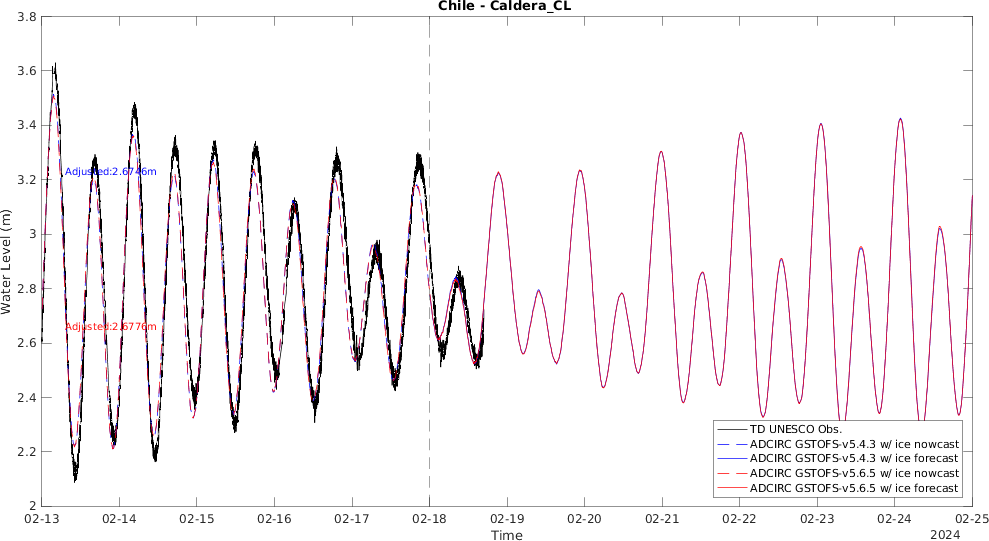 Chile - Caldera_CL
3.8
3.6
3.4
3.2
3
2.8
2.6
2.4
2.2
2
Water Level (m)
Adjusted:2.6746m
Adjusted:2.6776m
TD UNESCO Obs.
ADCIRC GSTOFS-v5.4.3 w/ ice nowcast
ADCIRC GSTOFS-v5.4.3 w/ ice forecast
ADCIRC GSTOFS-v5.6.5 w/ ice nowcast
ADCIRC GSTOFS-v5.6.5 w/ ice forecast
02-13 02-14 02-15 02-16 02-17 02-18 02-19 02-20 02-21 02-22 02-23 02-24 02-25
Time
2024